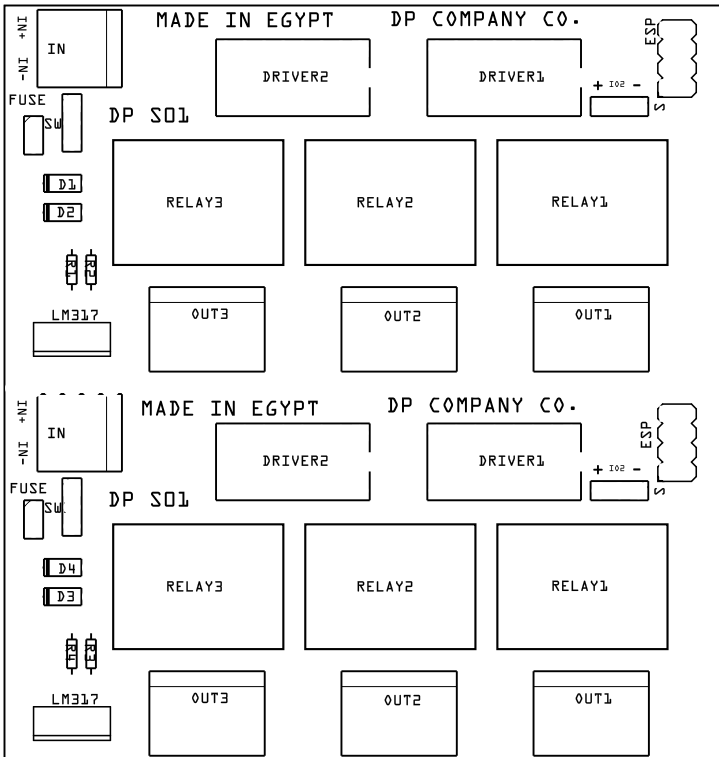 MADE IN EGYPT DP COMPANY CO.
IN+
IN-
IN
DRIVER2
DRIVER1
ESP
+ IO2 -
S
FUSE
SW
DP S01
D1
D2
RELAY3
RELAY2
RELAY1
R1
R2
LM317
OUT3
OUT2
OUT1
MADE IN EGYPT DP COMPANY CO.
IN+
IN-
IN
DRIVER2
DRIVER1
ESP
+ IO2 -
S
FUSE
SW
DP S01
D4
D3
RELAY3
RELAY2
RELAY1
R4
R3
LM317
OUT3
OUT2
OUT1